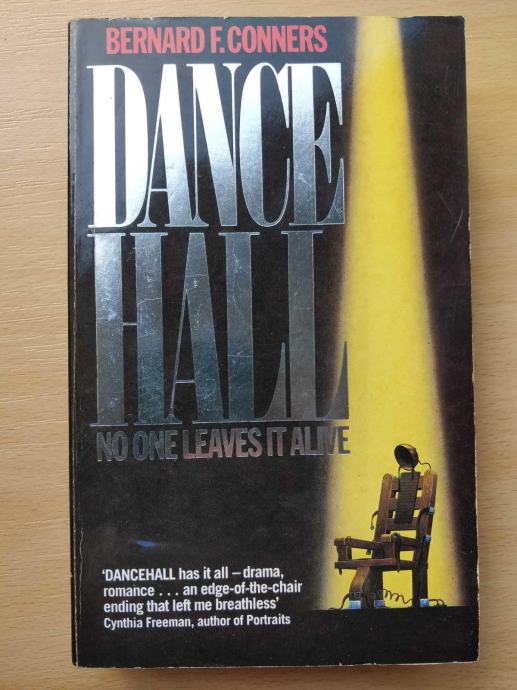 BERNARD F. CONNERS
DANCE
HALL
NO ONE LEAVES IT ALIVE
'DANCEHALL has it all – drama,
romance . . . an edge-of-the-chair
ending that left me breathless'
Cynthia Freeman, author of Portraits